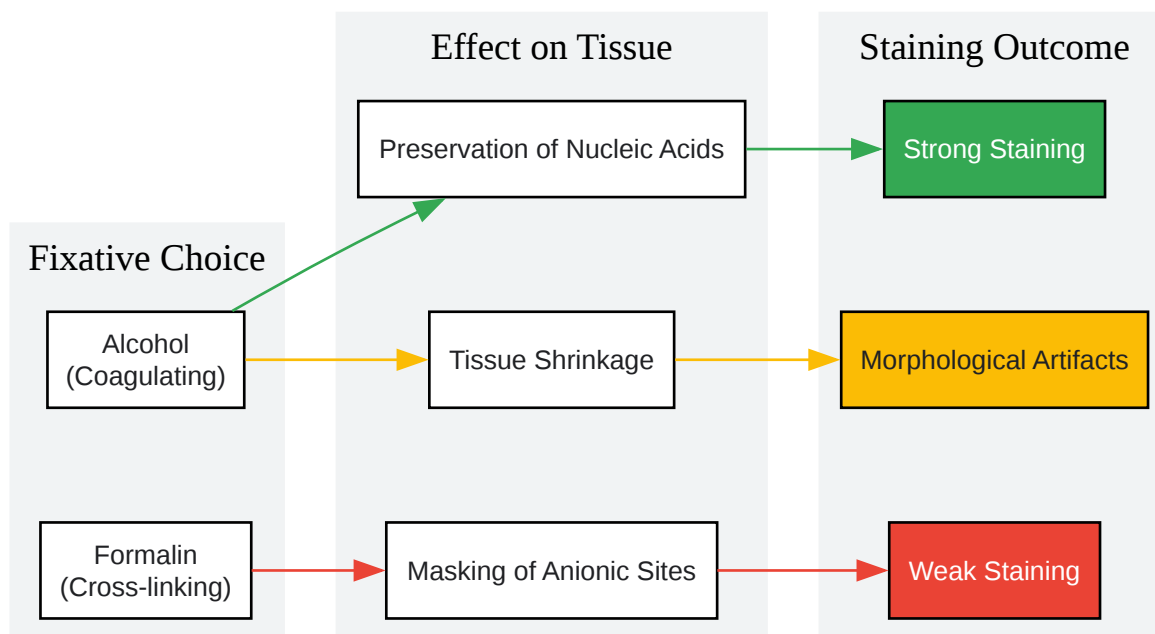 Effect on Tissue
Staining Outcome
Preservation of Nucleic Acids
Strong Staining
Fixative Choice
Alcohol
(Coagulating)
Tissue Shrinkage
Morphological Artifacts
Formalin
(Cross-linking)
Masking of Anionic Sites
Weak Staining